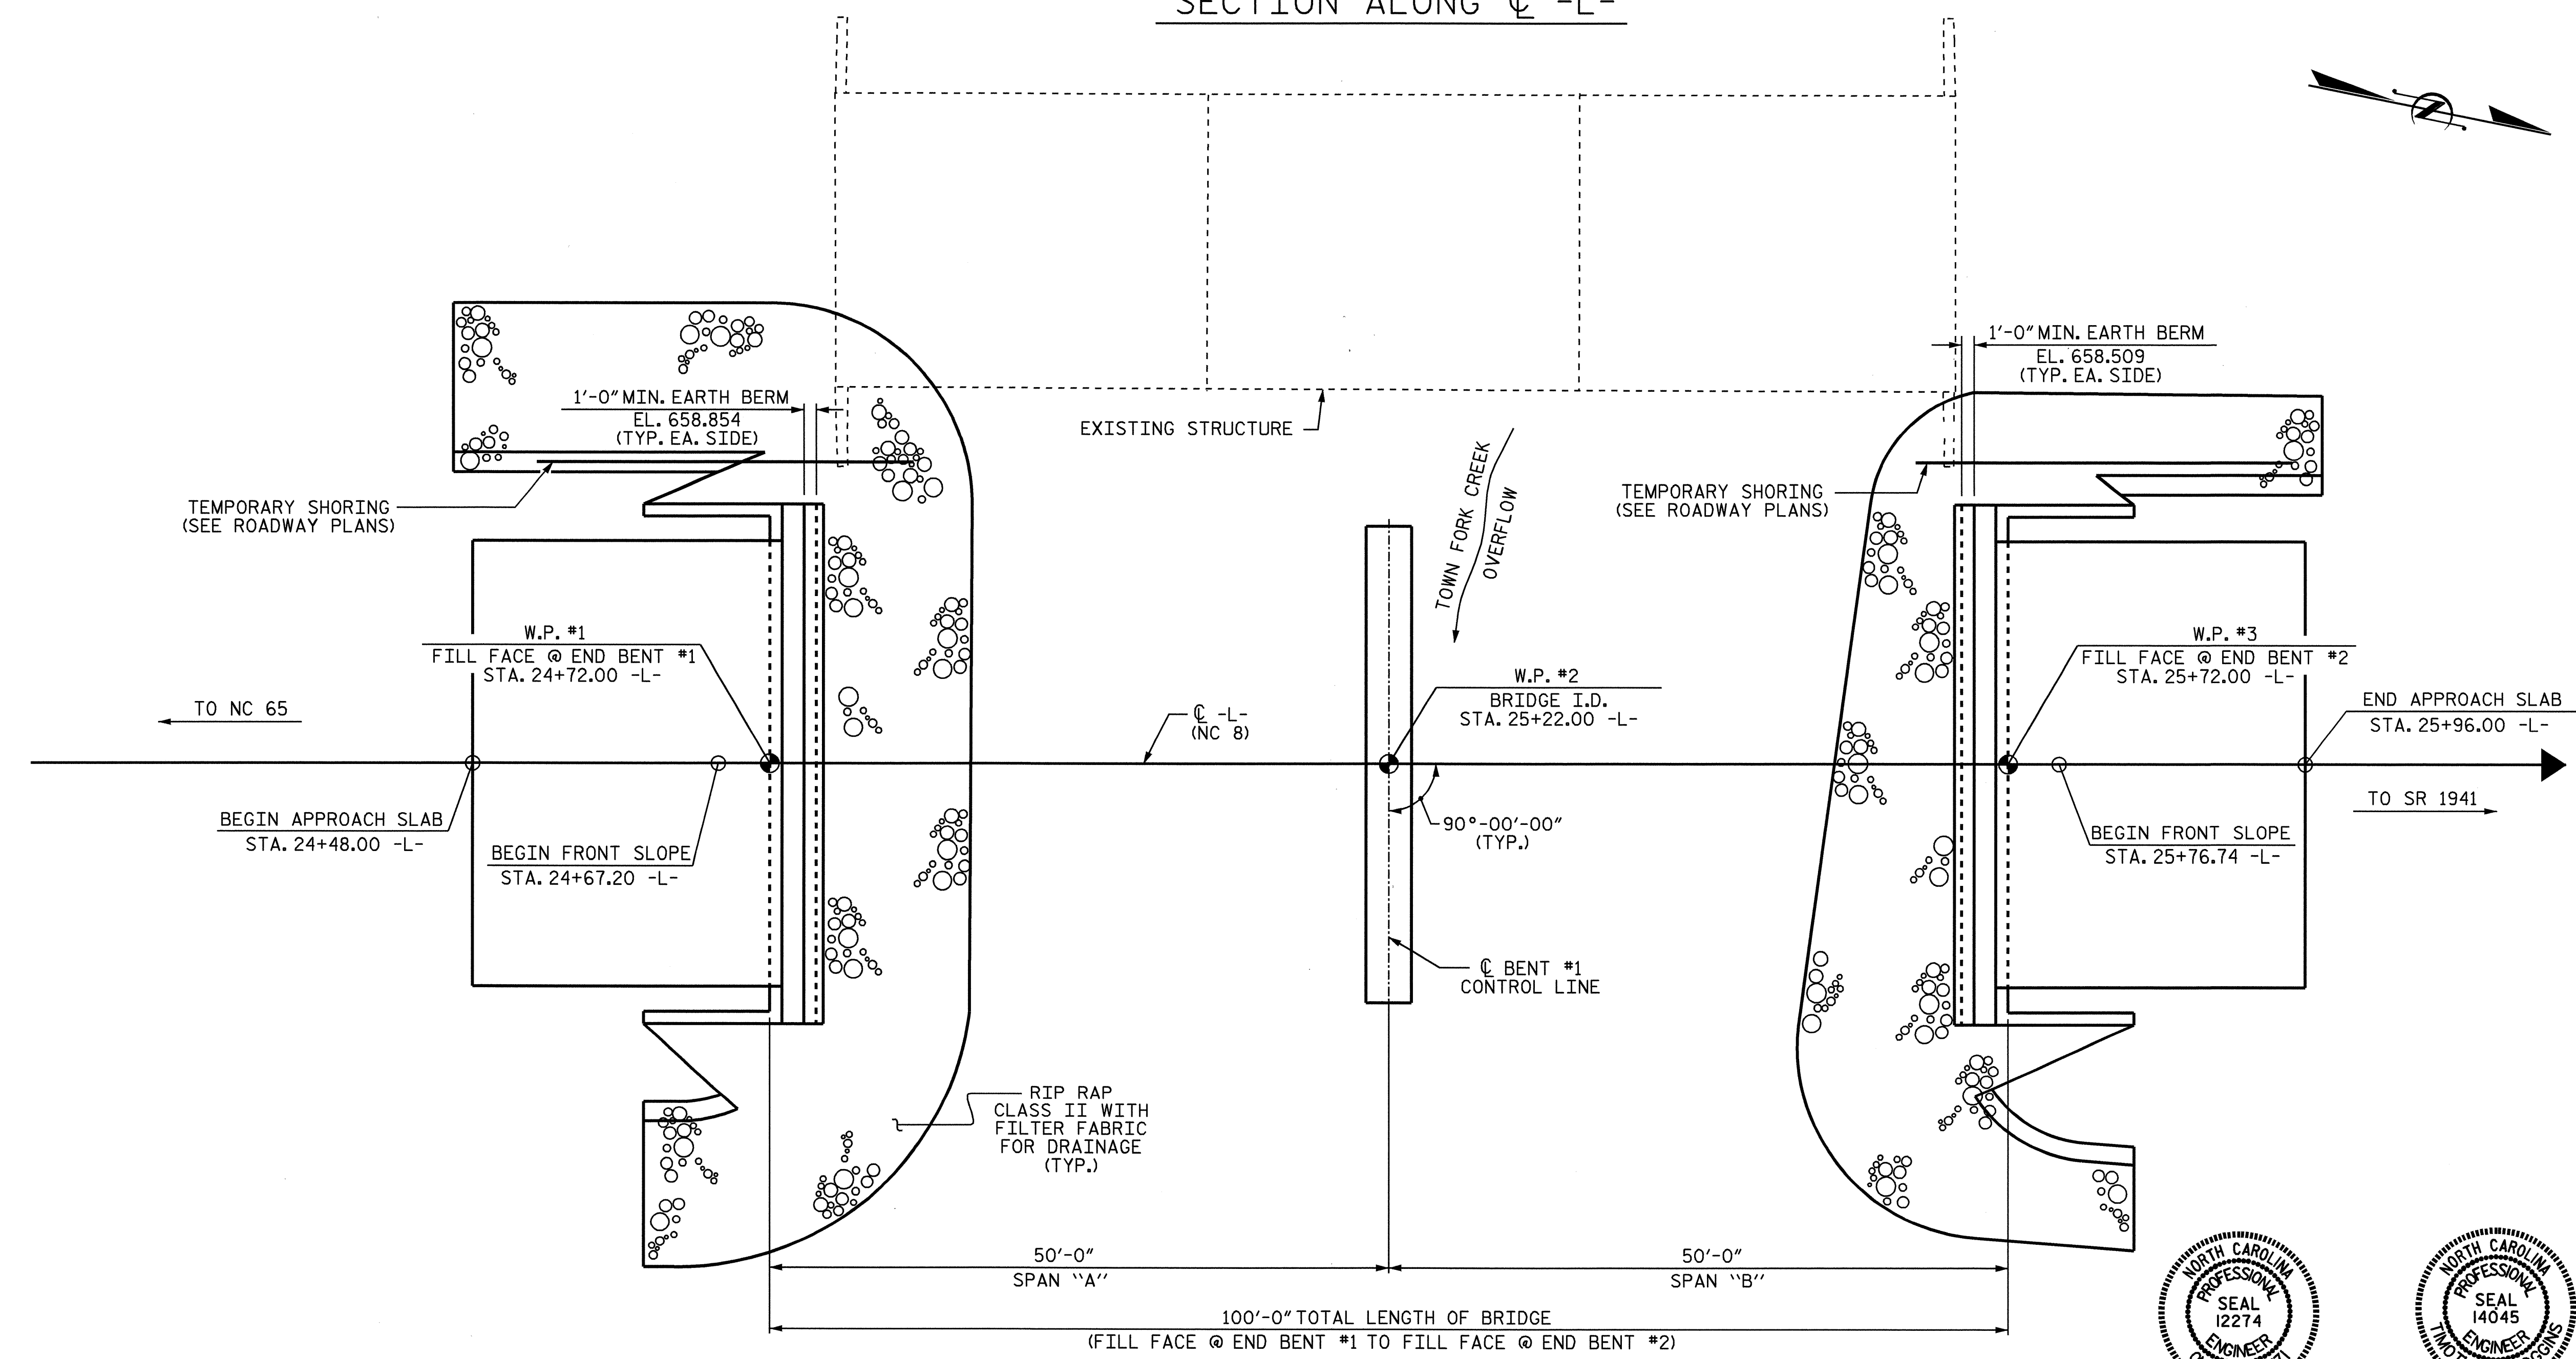 SECTION ALONG ℄ -L-
1'-0" MIN. EARTH BERM
EL. 658.509
(TYP. EA. SIDE)
1'-0" MIN. EARTH BERM
EL. 658.854
(TYP. EA. SIDE)
EXISTING STRUCTURE
TEMPORARY SHORING
(SEE ROADWAY PLANS)
TOWN FORK CREEK
OVERFLOW
TEMPORARY SHORING
(SEE ROADWAY PLANS)
W.P. #1
FILL FACE @ END BENT #1
STA. 24+72.00 -L-
W.P. #2
BRIDGE I.D.
STA. 25+22.00 -L-
W.P. #3
FILL FACE @ END BENT #2
STA. 25+72.00 -L-
TO NC 65
℄ -L-
(NC 8)
END APPROACH SLAB
STA. 25+96.00 -L-
BEGIN APPROACH SLAB
STA. 24+48.00 -L-
BEGIN FRONT SLOPE
STA. 24+67.20 -L-
90°-00'-00"
(TYP.)
TO SR 1941
BEGIN FRONT SLOPE
STA. 25+76.74 -L-
℄ BENT #1
CONTROL LINE
RIP RAP
CLASS II WITH
FILTER FABRIC
FOR DRAINAGE
(TYP.)
50'-0"
SPAN "A"
50'-0"
SPAN "B"
100'-0" TOTAL LENGTH OF BRIDGE
(FILL FACE @ END BENT #1 TO FILL FACE @ END BENT #2)
NORTH CAROLINA
PROFESSIONAL
SEAL
12274
ENGINEER
NORTH CAROLINA
PROFESSIONAL
SEAL
14045
ENGINEER